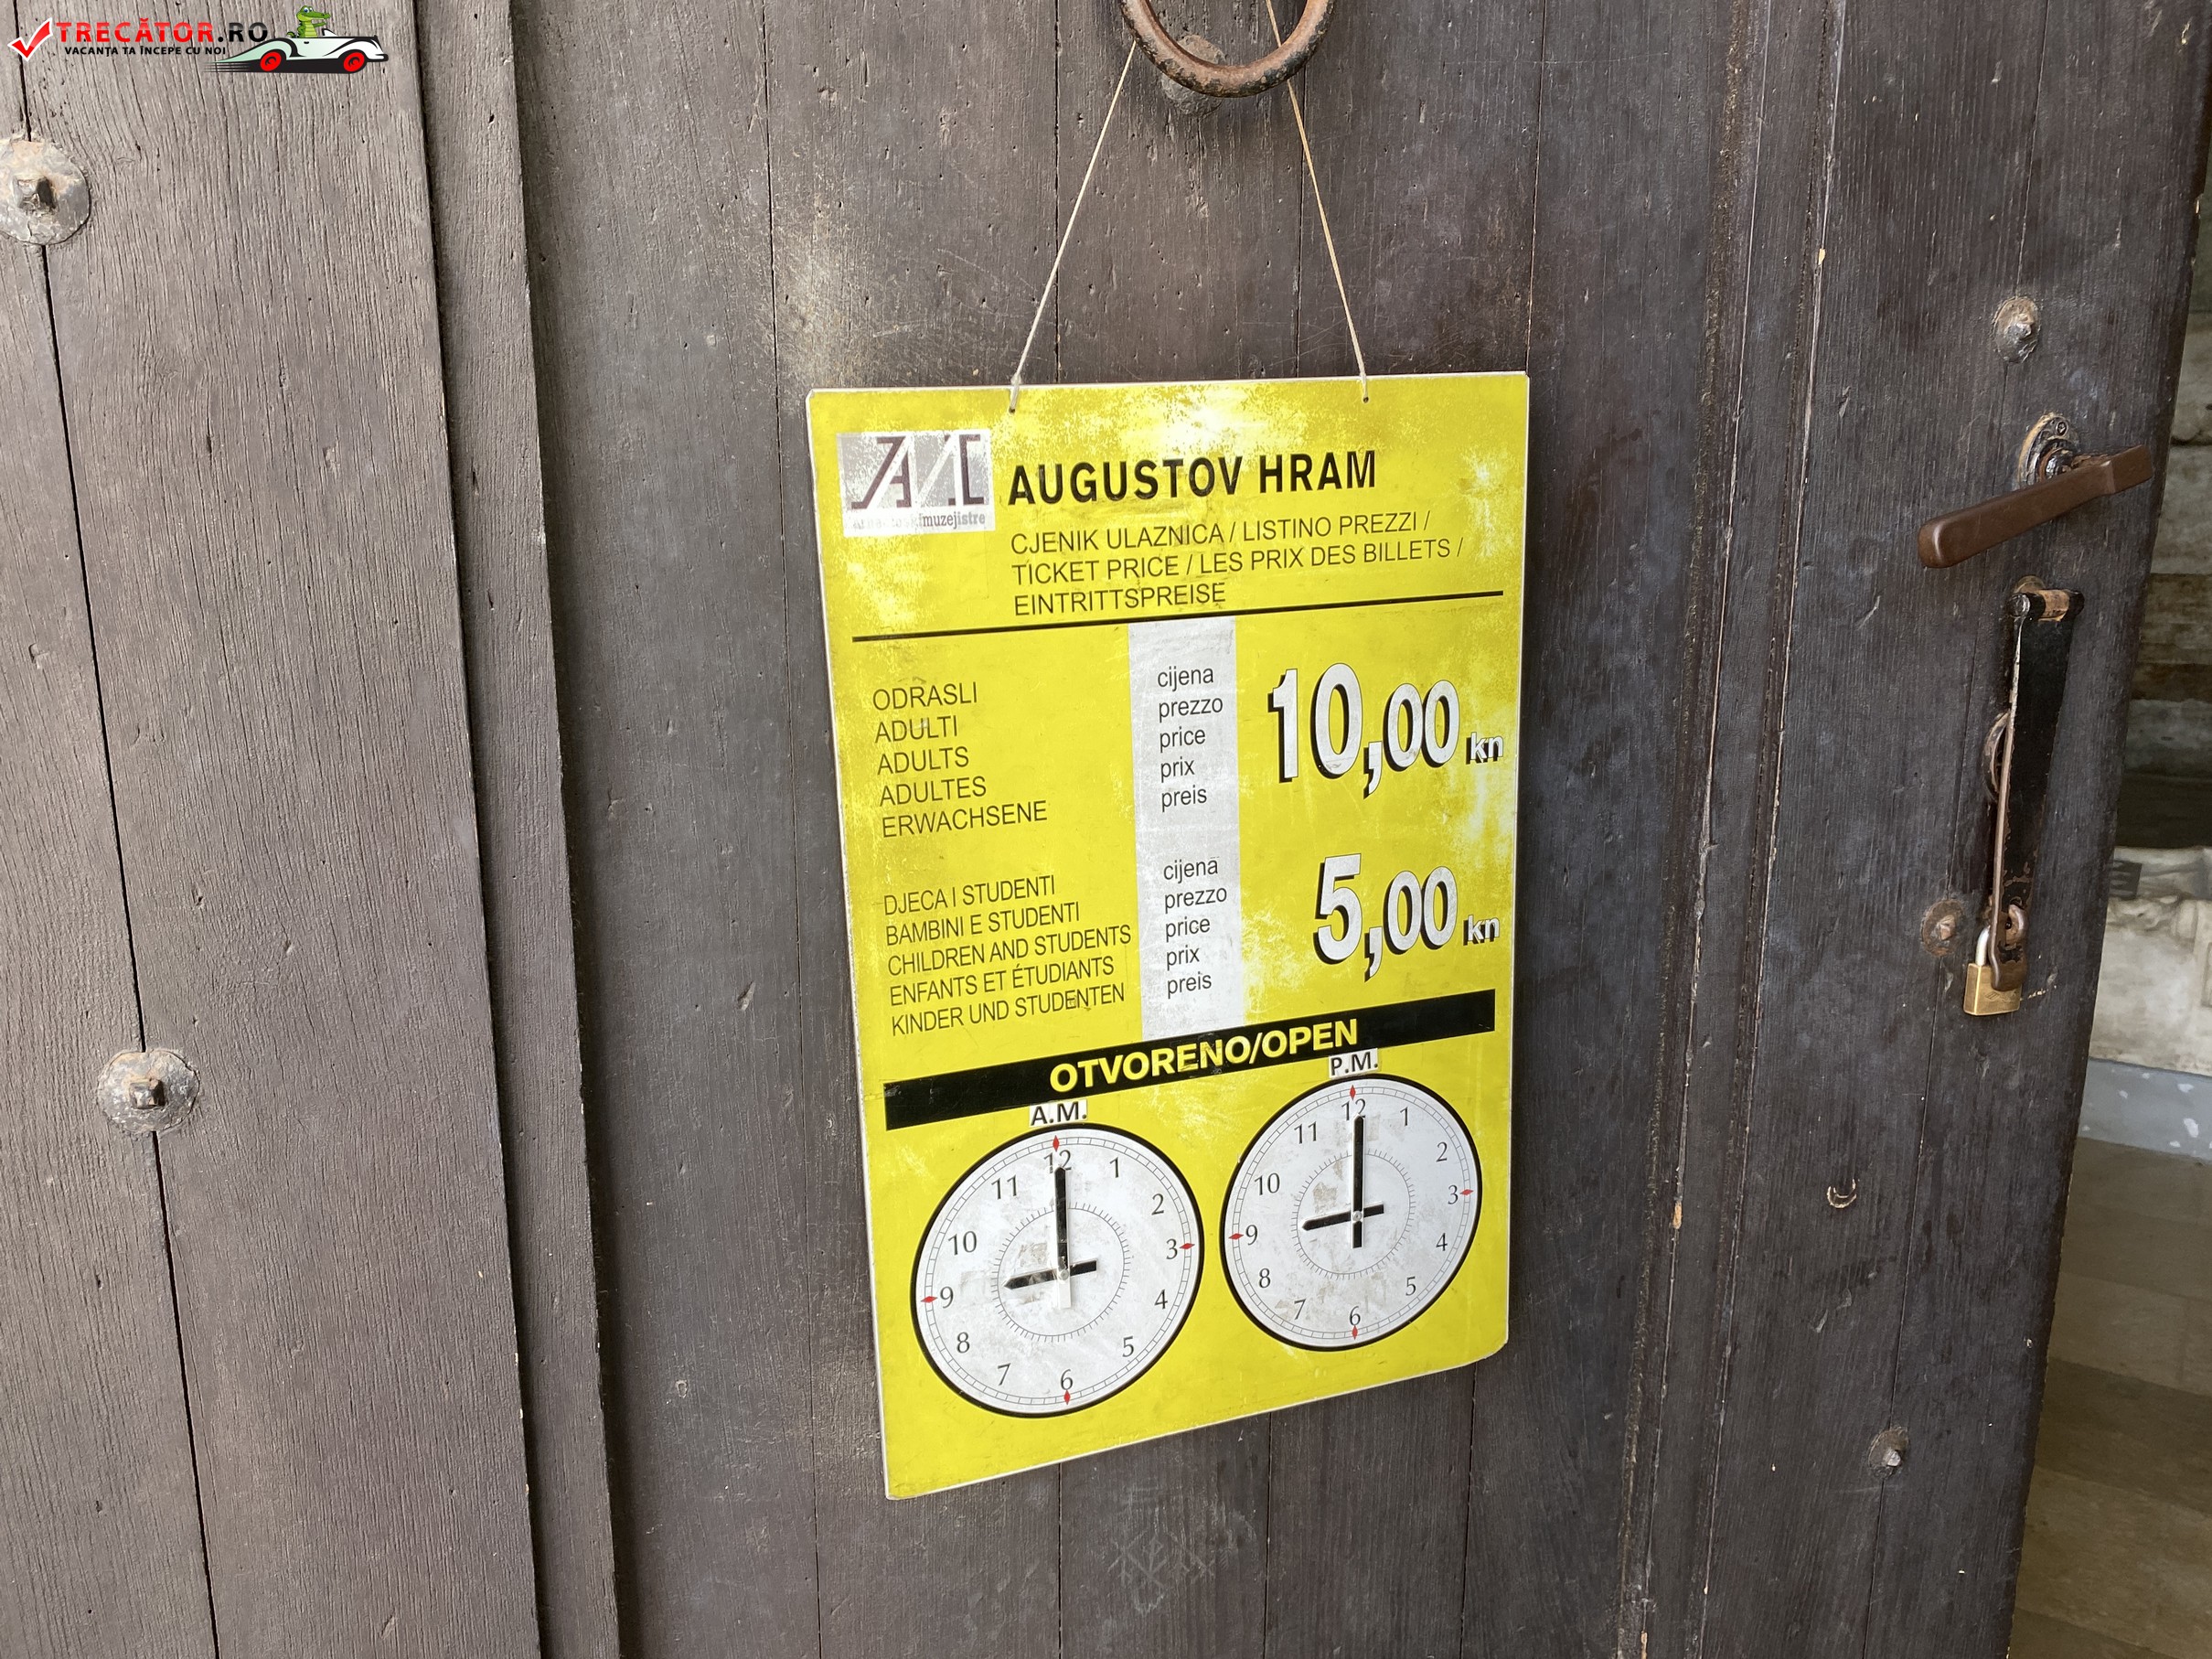 TRECĂTOR.RO
VACANȚA TA ÎNCEPE CU NOI
muzejistre
AUGUSTOV HRAM
CJENIK ULAZNICA / LISTINO PREZZI /
TICKET PRICE / LES PRIX DES BILLETS /
EINTRITTSPREISE
ODRASLI
ADULTI
ADULTS
ADULTES
ERWACHSENE
cijena
prezzo
price
prix
preis
10,00 kn
DJECA I STUDENTI
BAMBINI E STUDENTI
CHILDREN AND STUDENTS
ENFANTS ET ÉTUDIANTS
KINDER UND STUDENTEN
cijena
prezzo
price
prix
preis
5,00 kn
OTVORENO/OPEN
A.M.
12 1 2 3 4 5 6 7 8 9 10 11
P.M.
12 1 2 3 4 5 6 7 8 9 10 11